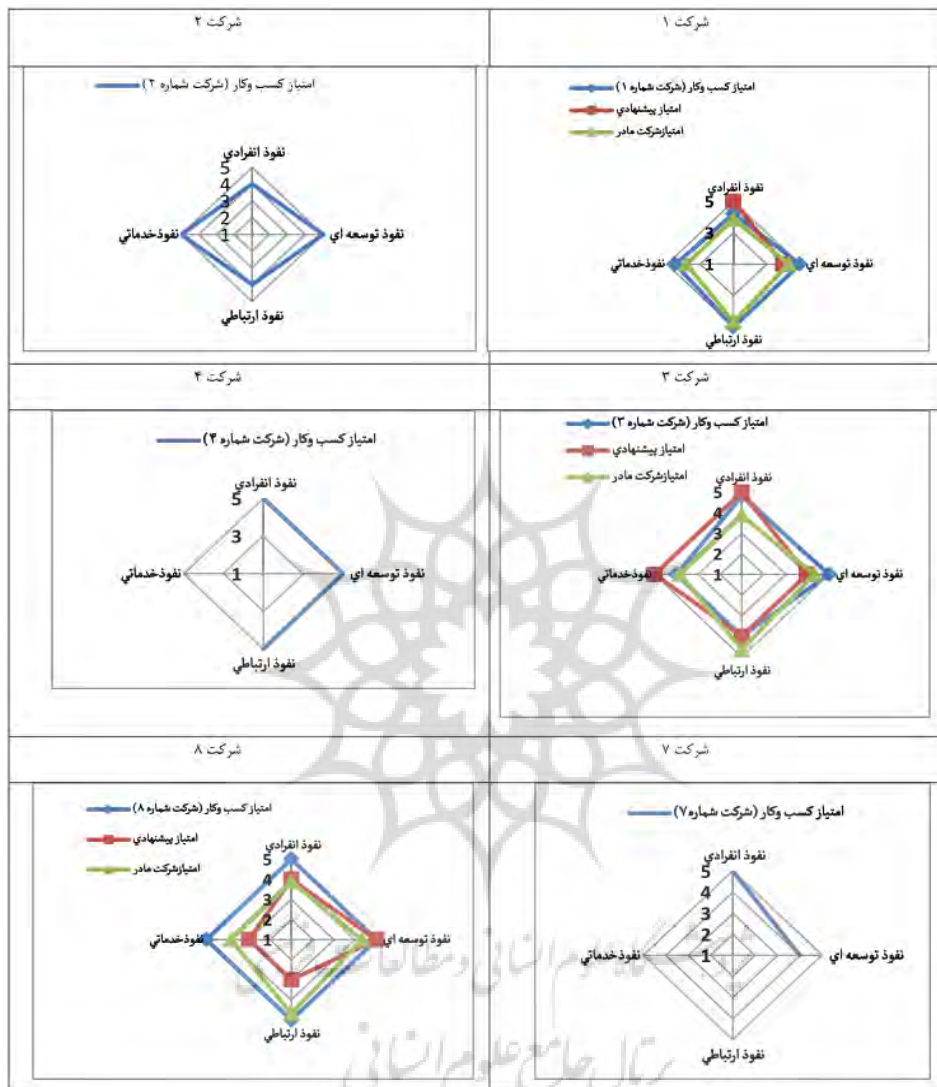 شرکت ۱
امتیاز کسب وکار (شرکت شماره ۱)
امتیاز پیشنهادي
امتیازشرکت مادر
نفوذ انفرادي
5
3
1
نفوذ توسعه اي
نفوذخدماتي
نفوذ ارتباطي
شرکت ۲
امتیاز کسب وکار (شرکت شماره ۲)
نفوذ انفرادي
5
4
3
2
1
نفوذ توسعه اي
نفوذخدماتي
نفوذ ارتباطي
شرکت ۳
امتیاز کسب وکار (شرکت شماره ۳)
امتیاز پیشنهادي
امتیازشرکت مادر
نفوذ انفرادي
5
4
3
2
1
نفوذ توسعه اي
نفوذخدماتي
نفوذ ارتباطي
شرکت ۴
امتیاز کسب وکار (شرکت شماره ۴)
نفوذ انفرادي
5
3
1
نفوذ توسعه اي
نفوذخدماتي
نفوذ ارتباطي
شرکت ۷
امتیاز کسب وکار (شرکت شماره۷)
نفوذ انفرادي
5
4
3
2
1
نفوذ توسعه اي
نفوذخدماتي
نفوذ ارتباطي
شرکت ۸
امتیاز کسب وکار (شرکت شماره ۸)
امتیاز پیشنهادي
امتیازشرکت مادر
نفوذ انفرادي
5
4
3
2
1
نفوذ توسعه اي
نفوذخدماتي
نفوذ ارتباطي
پرتال جامع علوم انسانی